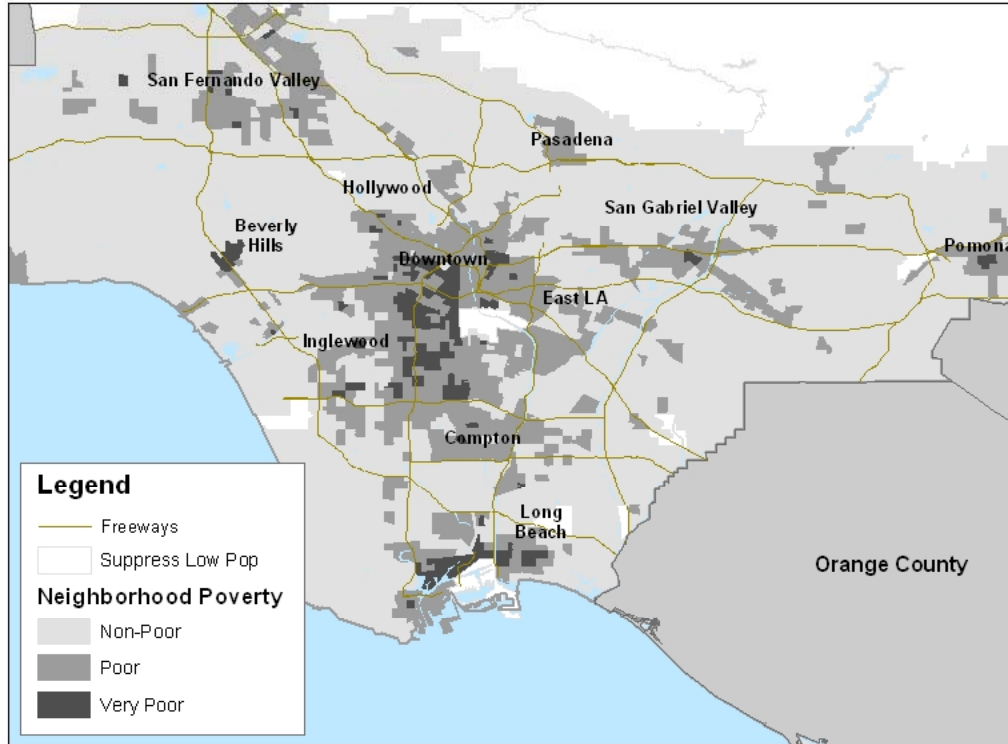 San Fernando Valley
Pasadena
Hollywood
San Gabriel Valley
Beverly
Hills
Pomona
Downtown
East LA
Inglewood
Compton
Long
Beach
Orange County
Legend
Freeways
Suppress Low Pop
Neighborhood Poverty
Non-Poor
Poor
Very Poor